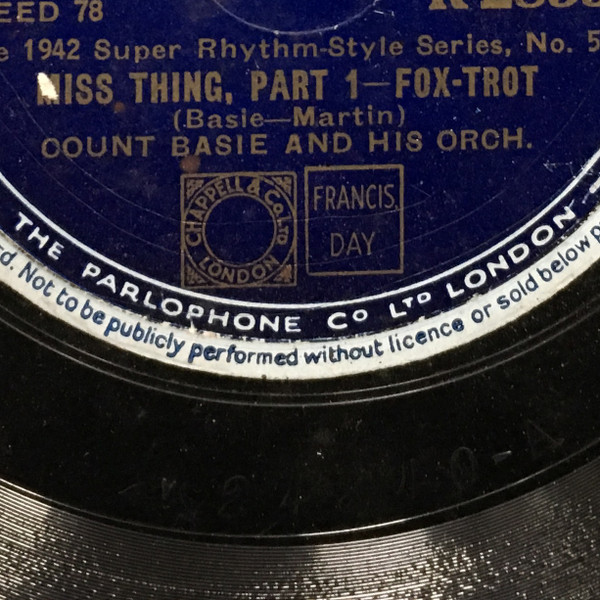 EED 78
e 1942 Super Rhythm-Style Series, No. 5
MISS THING, PART 1—FOX-TROT
(Basie—Martin)
COUNT BASIE AND HIS ORCH.
CHAPPELL & Co. LTD
LONDON
FRANCIS,
DAY
THE PARLOPHONE Co LTD LONDON
d. Not to be publicly performed without licence or sold below p